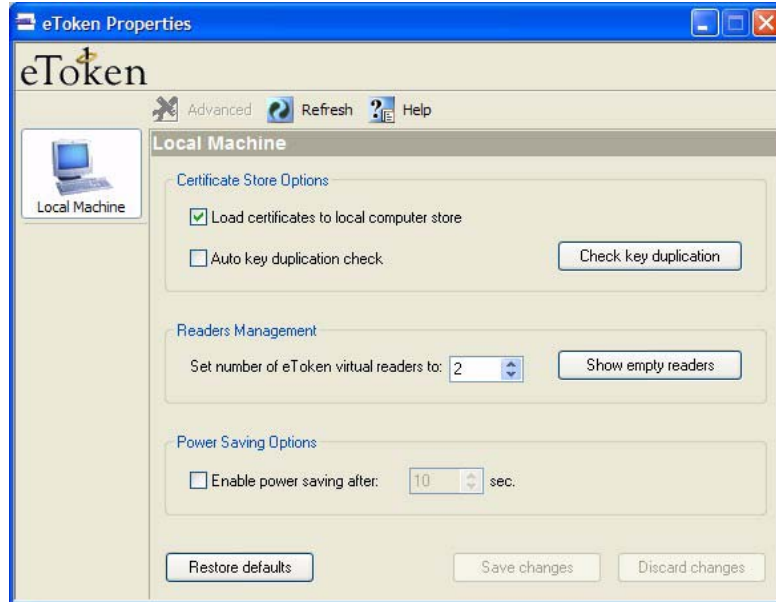 eToken Properties
eToken
Advanced Refresh Help
Local Machine
Local Machine
Certificate Store Options
Load certificates to local computer store
Auto key duplication check
Check key duplication
Readers Management
Set number of eToken virtual readers to: 2
Show empty readers
Power Saving Options
Enable power saving after: 10 sec.
Restore defaults
Save changes
Discard changes